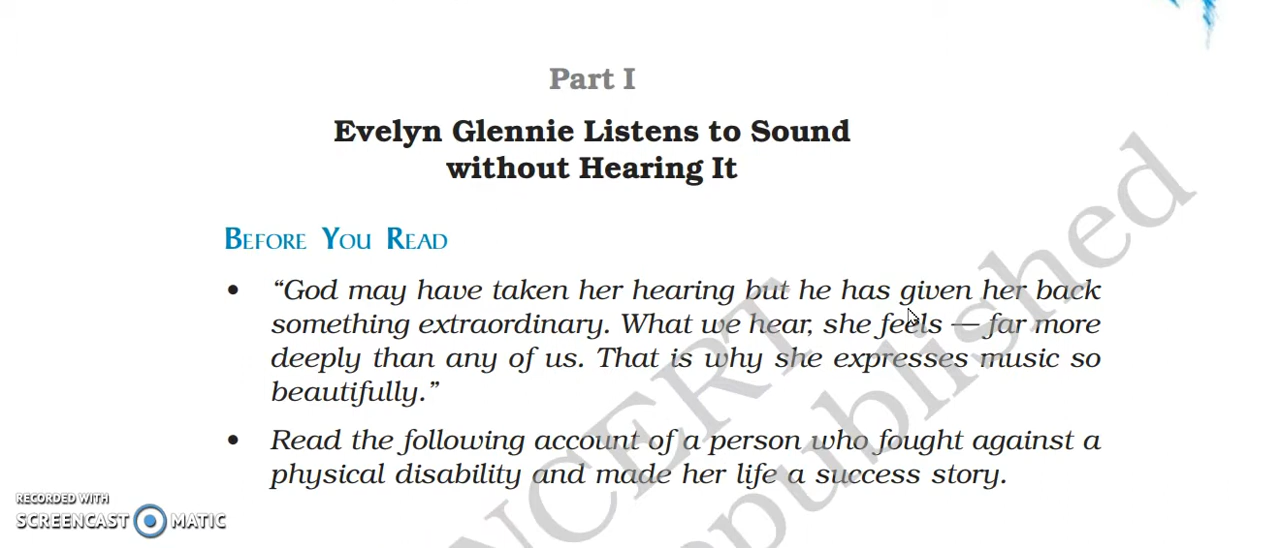 Part I
Evelyn Glennie Listens to Sound
without Hearing It
BEFORE YOU READ
• “God may have taken her hearing but he has given her back
something extraordinary. What we hear, she feels — far more
deeply than any of us. That is why she expresses music so
beautifully.”
• Read the following account of a person who fought against a
physical disability and made her life a success story.
NCERT
republished
RECORDED WITH
SCREENCAST MATIC